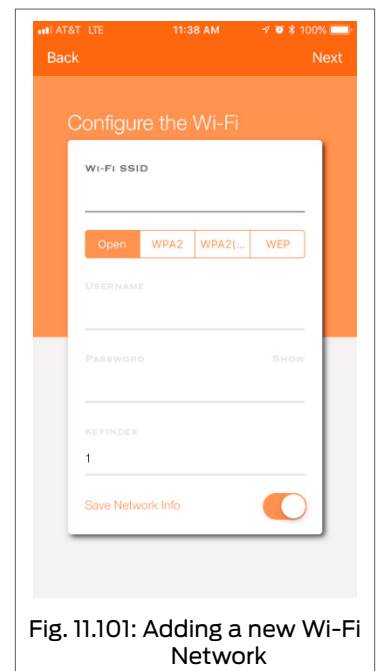 AT&T LTE 11:38 AM 100%
Back Next
Configure the Wi-Fi
WI-FI SSID
Open WPA2 WPA2(... WEP
USERNAME
PASSWORD SHOW
KEYINDEX
1
Save Network Info
Fig. 11.101: Adding a new Wi-Fi
Network